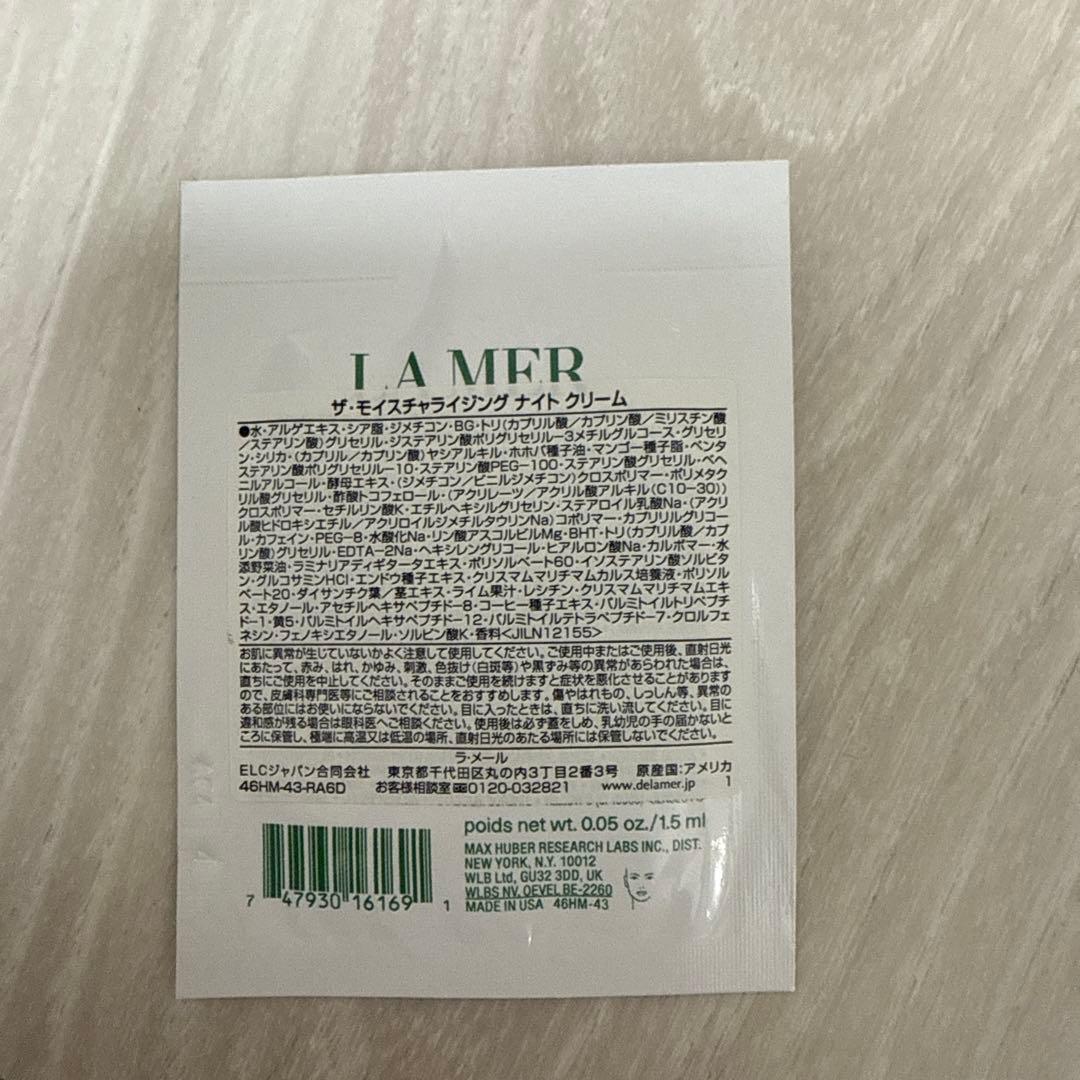 LA MER
ザ・モイスチャライジング ナイト クリーム
●水・アルゲエキス・シア脂・ジメチコン・BG・トリ(カプリル酸/カプリン酸/ミリスチン酸
/ステアリン酸)グリセリル・ジステアリン酸ポリグリセリル-3メチルグルコース・グリセリ
ン・シリカ・(カプリル/カプリン酸)ヤシアルキル・ホホバ種子油・マンゴー種子脂・ペンタ
ステアリン酸ポリグリセリル-10・ステアリン酸PEG-100・ステアリン酸グリセリル・ベヘ
ニルアルコール・酵母エキス・(ジメチコン/ビニルジメチコン)クロスポリマー・ポリメタク
リル酸グリセリル・酢酸トコフェロール・(アクリレーツ/アクリル酸アルキル(C10-30))
クロスポリマー・セチルリン酸K・エチルヘキシルグリセリン・ステアロイル乳酸Na・(アクリ
ル酸ヒドロキシエチル/アクリロイルジメチルタウリンNa)コポリマー・カプリリルグリコー
ル・カフェイン・PEG-8・水酸化Na・リン酸アスコルビルMg・BHT・トリ(カプリル酸/カプ
リン酸)グリセリル・EDTA-2Na・ヘキシレングリコール・ヒアルロン酸Na・カルボマー・水
添野菜油・ラミナリアディギタータエキス・ポリソルベート60・イソステアリン酸ソルビタ
ン・グルコサミンHCl・エンドウ種子エキス・クリスマムマリチマムカルス培養液・ポリソル
ベート20・ダイサンチク葉/茎エキス・ライム果汁・レシチン・クリスマムマリチマムエキ
ス・エタノール・アセチルヘキサペプチド-8・コーヒー種子エキス・パルミトイルトリペプチ
ド-1・黄5・パルミトイルヘキサペプチド-12・パルミトイルテトラペプチド-7・クロルフェ
ネシン・フェノキシエタノール・ソルビン酸K・香料<JILN12155>
お肌に異常が生じていないかよく注意して使用してください。ご使用中またはご使用後、直射日光
にあたって、赤み、はれ、かゆみ、刺激、色抜け(白斑等)や黒ずみ等の異常があらわれた場合は、
直ちにご使用を中止してください。そのままご使用を続けますと症状を悪化させることがあります
ので、皮膚科専門医等にご相談されることをおすすめします。傷やはれもの、しっしん等、異常の
ある部位にはお使いにならないでください。目に入ったときは、直ちに洗い流してください。目に
違和感が残る場合は眼科医へご相談ください。使用後は必ず蓋をしめ、乳幼児の手の届かないと
ころに保管し、極端に高温又は低温の場所、直射日光のあたる場所には保管しないでください。
ラ・メール
ELCジャパン合同会社 東京都千代田区丸の内3丁目2番3号 原産国:アメリカ
46HM-43-RA6D お客様相談室 0120-032821 www.delamer.jp 1
poids net wt. 0.05 oz./1.5 ml
MAX HUBER RESEARCH LABS INC., DIST.
NEW YORK, N.Y. 10012
WLB Ltd, GU32 3DD, UK
WLBS NV, OEVEL BE-2260
MADE IN USA 46HM-43
7 47930 16169 1